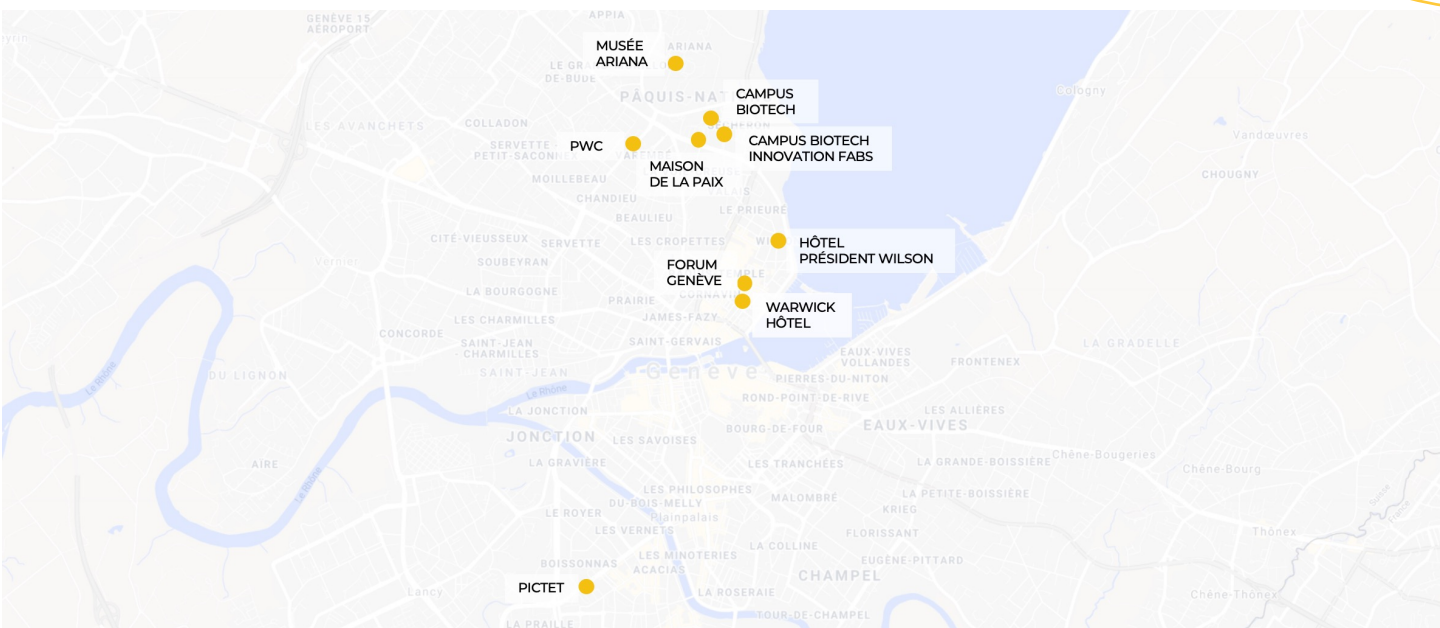 GENÈVE 15
AÉROPORT
APPIA
MUSÉE
ARIANA
ARIANA
DE-BUDÉ
CAMPUS
BIOTECH
PÂQUIS-NAT
Cologny
LES AVANCHETS
COLLADON
Vandœuvres
SERVETTE
PETIT-SACONNEX
PWC
CAMPUS BIOTECH
INNOVATION FABS
MAISON
DE LA PAIX
MOILLEBEAU
CHOUGNY
CHANDIEU
BEAULIEU
LE PRIEURÉ
CITÉ-VIEUSSEUX
SERVETTE
LES CROPETTES
HÔTEL
PRÉSIDENT WILSON
Vernier
SOUBEYRAN
FORUM
GENÈVE
LA BOURGOGNE
PRAIRIE
WARWICK
HÔTEL
LES CHARMILLES
JAMES-FAZY
CONCORDE
SAINT-JEAN
- CHARMILLES
SAINT-GERVAIS
LA GRADELLE
EAUX-VIVES
VOLLANDES
FRONTENEX
DU LIGNON
SAINT-JEAN
Genève
PIERRES-DU-NITON
Le Rhône
Le Rhône
ROND-POINT-DE-RIVE
LA JONCTION
LES ALLIÈRES
JONCTION
LES SAVOISES
BOURG-DE-FOUR
EAUX-VIVES
AÏRE
LA GRAVIÈRE
LES TRANCHÉES
LA GRANDE-BOISSIÈRE
Chêne-Bougeries
Chêne-Bourg
Le Rhône
LES PHILOSOPHES
DU-BOIS-MELLY
MALOMBRÉ
LA PETITE-BOISSIÈRE
KRIEG
LE ROYER
Plainpalais
LES VERNETS
FLORISSANT
Thônex
Suisse
France
LA COLLINE
LES MINOTERIES
EUGÈNE-PITTARD
BOISSONNAS
ACACIAS
CHAMPEL
PICTET
Lancy
LA ROSERAIE
Chêne-Thônex
TOUR-DE-CHAMPEL
LA PRAILLE